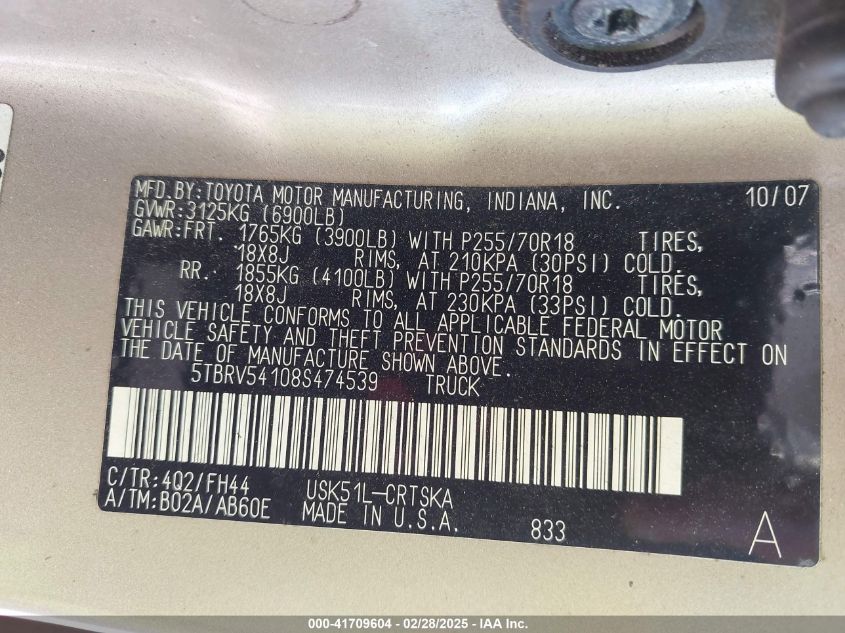 MFD.BY:TOYOTA MOTOR MANUFACTURING, INDIANA, INC. 10/07
GVWR:3125KG (6900LB)
GAWR:FRT. 1765KG (3900LB) WITH P255/70R18 TIRES,
18X8J RIMS, AT 210KPA (30PSI) COLD.
RR. 1855KG (4100LB) WITH P255/70R18 TIRES,
18X8J RIMS, AT 230KPA (33PSI) COLD.
THIS VEHICLE CONFORMS TO ALL APPLICABLE FEDERAL MOTOR
VEHICLE SAFETY AND THEFT PREVENTION STANDARDS IN EFFECT ON
THE DATE OF MANUFACTURE SHOWN ABOVE.
5TBRV54108S474539 TRUCK
C/TR:4Q2/FH44 USK51L-CRTSKA
A/TM:B02A/AB60E MADE IN U.S.A. 833 A
000-41709604 - 02/28/2025 - IAA Inc.